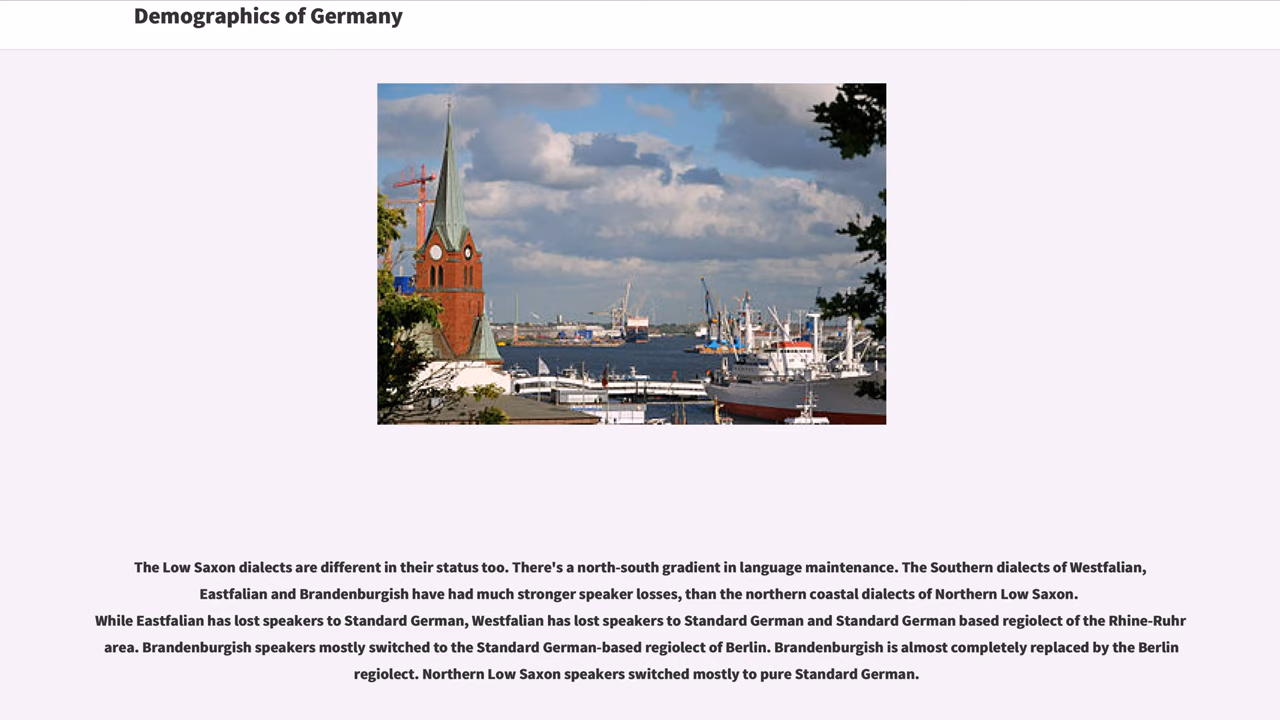 Demographics of Germany
The Low Saxon dialects are different in their status too. There's a north-south gradient in language maintenance. The Southern dialects of Westfalian,
Eastfalian and Brandenburgish have had much stronger speaker losses, than the northern coastal dialects of Northern Low Saxon.
While Eastfalian has lost speakers to Standard German, Westfalian has lost speakers to Standard German and Standard German based regiolect of the Rhine-Ruhr
area. Brandenburgish speakers mostly switched to the Standard German-based regiolect of Berlin. Brandenburgish is almost completely replaced by the Berlin
regiolect. Northern Low Saxon speakers switched mostly to pure Standard German.